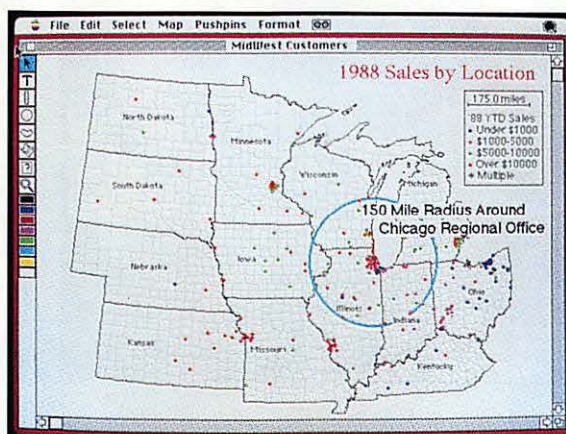 File Edit Select Map Pushpins Format
MidWest Customers
1988 Sales by Location
175.0 miles
'88 YTD Sales
Under $1000
$1000-5000
$5000-10000
Over $10000
Multiple
North Dakota
Minnesota
South Dakota
Wisconsin
Michigan
150 Mile Radius Around
Chicago Regional Office
Nebraska
Iowa
Illinois
Indiana
Ohio
Kansas
Missouri
Kentucky
T
?